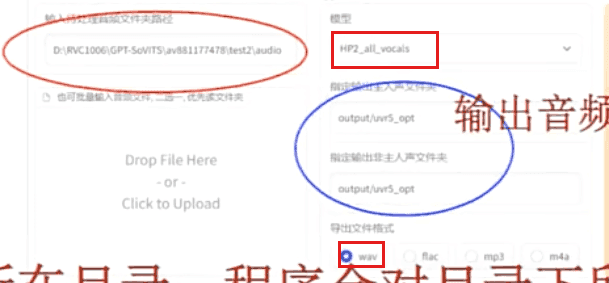 输入待处理音频文件夹路径
D:\RVC1006\GPT-SoVITS\av881177478\test2\audio
也可批量输入音频文件, 二选一, 优先读文件夹
Drop File Here
- or -
Click to Upload
模型
HP2_all_vocals
指定输出主人声文件夹
output/uvr5_opt
输出音频
指定输出非主人声文件夹
output/uvr5_opt
导出文件格式
wav flac mp3 m4a
所在目录，程序会对目录下所